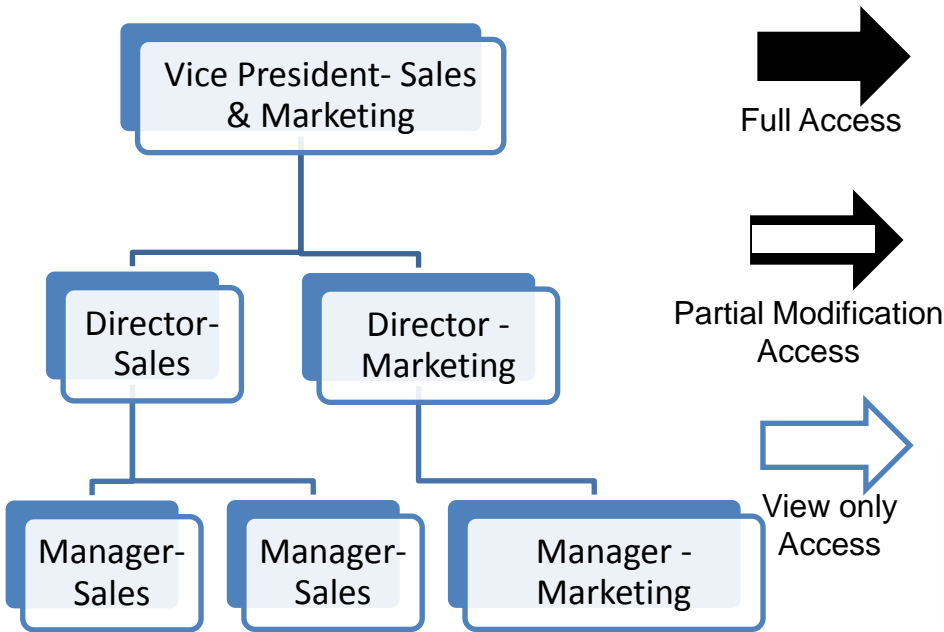 Vice President- Sales
& Marketing
Full Access
Director-
Sales
Director -
Marketing
Partial Modification
Access
Manager-
Sales
Manager-
Sales
Manager -
Marketing
View only
Access